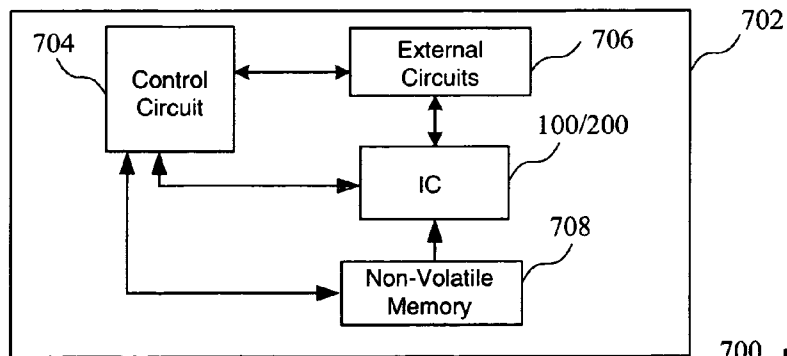 704
Control
Circuit
External
Circuits
706
702
100/200
IC
708
Non-Volatile
Memory
700